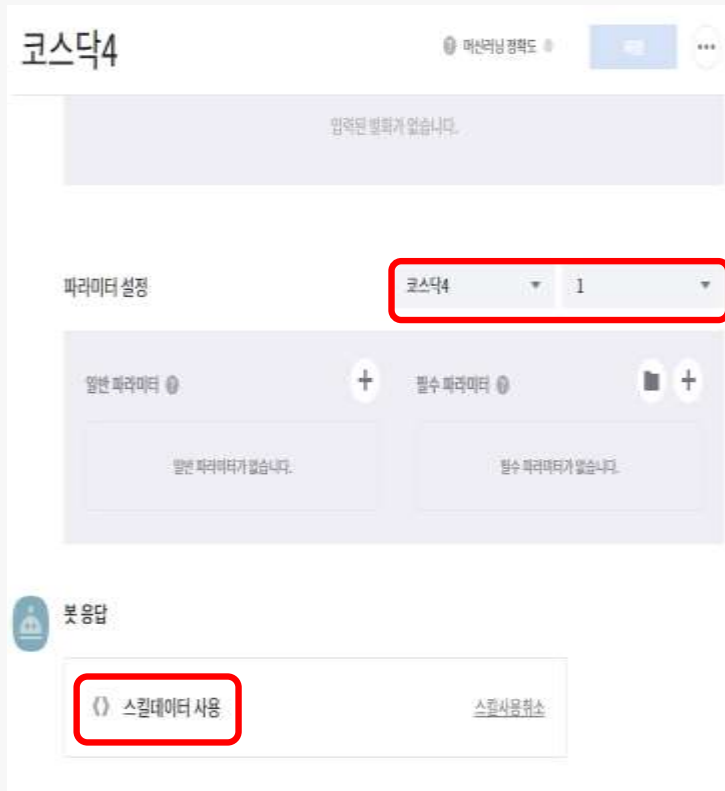 코스닥4
머신러닝 정확도
입력된 발화가 없습니다.
파라미터 설정
코스닥4
1
일반 파라미터
필수 파라미터
일반 파라미터가 없습니다.
필수 파라미터가 없습니다.
봇 응답
스킬데이터 사용
스킬사용취소